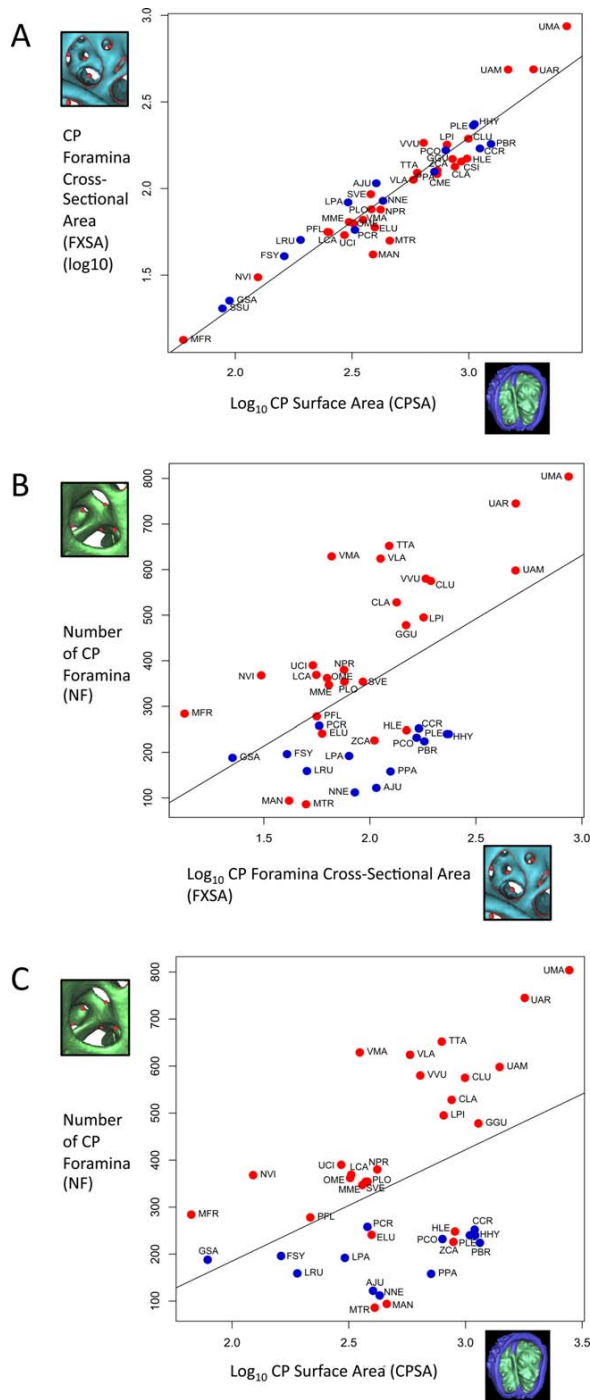 A
CP
Foramina
Cross-
Sectional
Area
(FXSA)
(log10)
3.0
2.5
2.0
1.5
UMA
UAM UAR
PLE HHY
LPI CLU
VVU PBR
PCO CCR
GGU HLE
ZCA CSI
TTA CLA
VLA PPA CME
AJU
SVE NNE
LPA
PLO NPR
MME VMA
OME
PFL ELU
LCA UCI PCR MTR
LRU
FSY MAN
NVI
GSA
SSU
MFR
2.0 2.5 3.0
Log10 CP Surface Area (CPSA)
B
Number
of CP
Foramina
(NF)
800
700
600
500
400
300
200
100
UMA
UAR
TTA
VMA VLA
UAM
VVU CLU
CLA
LPI
GGU
UCI NPR
NVI LCA OME SVE
MME PLO
MFR
PFL
PCR HLE CCR
ELU PLE HHY
ZCA PCO
GSA FSY LPA PBR
LRU PPA
NNE AJU
MAN MTR
1.5 2.0 2.5 3.0
Log10 CP Foramina Cross-Sectional Area
(FXSA)
C
Number
of CP
Foramina
(NF)
800
700
600
500
400
300
200
100
UMA
UAR
TTA
VMA VLA
UAM
VVU CLU
CLA
LPI
GGU
UCI LCA NPR
NVI OME PLO
MME SVE
MFR PFL
PCR CCR
ELU HLE HHY
PCO PLE
GSA FSY LPA ZCA PBR
LRU PPA
AJU NNE
MTR MAN
2.0 2.5 3.0 3.5
Log10 CP Surface Area (CPSA)